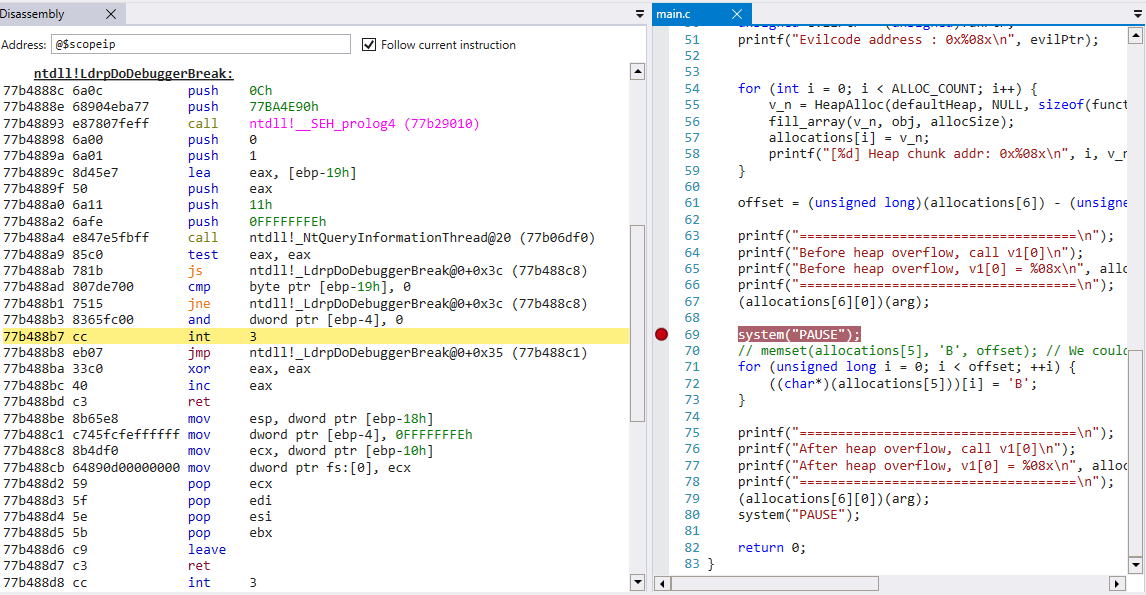 Disassembly
Address: @$scopeip
Follow current instruction
ntdll!LdrpDoDebuggerBreak:
77b4888c 6a0c push 0Ch
77b4888e 68904eba77 push 77BA4E90h
77b48893 e87807feff call ntdll!__SEH_prolog4 (77b29010)
77b48898 6a00 push 0
77b4889a 6a01 push 1
77b4889c 8d45e7 lea eax, [ebp-19h]
77b4889f 50 push eax
77b488a0 6a11 push 11h
77b488a2 6afe push 0FFFFFFFEh
77b488a4 e847e5fbff call ntdll!_NtQueryInformationThread@20 (77b06df0)
77b488a9 85c0 test eax, eax
77b488ab 781b js ntdll!_LdrpDoDebuggerBreak@0+0x3c (77b488c8)
77b488ad 807de700 cmp byte ptr [ebp-19h], 0
77b488b1 7515 jne ntdll!_LdrpDoDebuggerBreak@0+0x3c (77b488c8)
77b488b3 8365fc00 and dword ptr [ebp-4], 0
77b488b7 cc int 3
77b488b8 eb07 jmp ntdll!_LdrpDoDebuggerBreak@0+0x35 (77b488c1)
77b488ba 33c0 xor eax, eax
77b488bc 40 inc eax
77b488bd c3 ret
77b488be 8b65e8 mov esp, dword ptr [ebp-18h]
77b488c1 c745fcfeffffff mov dword ptr [ebp-4], 0FFFFFFFEh
77b488c8 8b4df0 mov ecx, dword ptr [ebp-10h]
77b488cb 64890d00000000 mov dword ptr fs:[0], ecx
77b488d2 59 pop ecx
77b488d3 5f pop edi
77b488d4 5e pop esi
77b488d5 5b pop ebx
77b488d6 c9 leave
77b488d7 c3 ret
77b488d8 cc int 3
main.c
51 printf("Evilcode address : 0x%08x\n", evilPtr);
52
53
54 for (int i = 0; i < ALLOC_COUNT; i++) {
55 v_n = HeapAlloc(defaultHeap, NULL, sizeof(funct
56 fill_array(v_n, obj, allocSize);
57 allocations[i] = v_n;
58 printf("[%d] Heap chunk addr: 0x%08x\n", i, v_n
59 }
60
61 offset = (unsigned long)(allocations[6]) - (unsigne
62
63 printf("===================================\n");
64 printf("Before heap overflow, call v1[0]\n");
65 printf("Before heap overflow, v1[0] = %08x\n", allo
66 printf("===================================\n");
67 (allocations[6][0])(arg);
68
69 system("PAUSE");
70 // memset(allocations[5], 'B', offset); // We could
71 for (unsigned long i = 0; i < offset; ++i) {
72 ((char*)(allocations[5]))[i] = 'B';
73 }
74
75 printf("===================================\n");
76 printf("After heap overflow, call v1[0]\n");
77 printf("After heap overflow, v1[0] = %08x\n", alloc
78 printf("===================================\n");
79 (allocations[6][0])(arg);
80 system("PAUSE");
81
82 return 0;
83 }